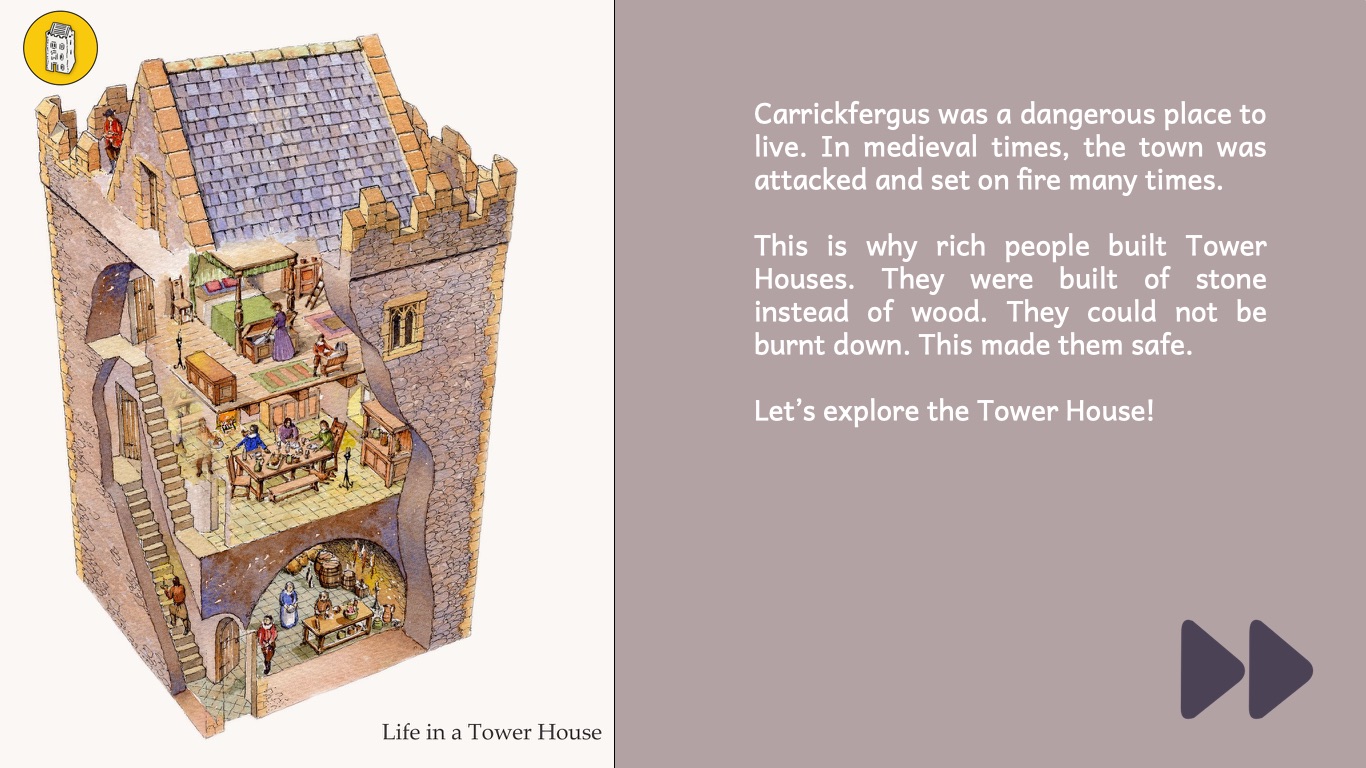 Carrickfergus was a dangerous place to
live. In medieval times, the town was
attacked and set on fire many times.
This is why rich people built Tower
Houses. They were built of stone
instead of wood. They could not be
burnt down. This made them safe.
Let’s explore the Tower House!
Life in a Tower House